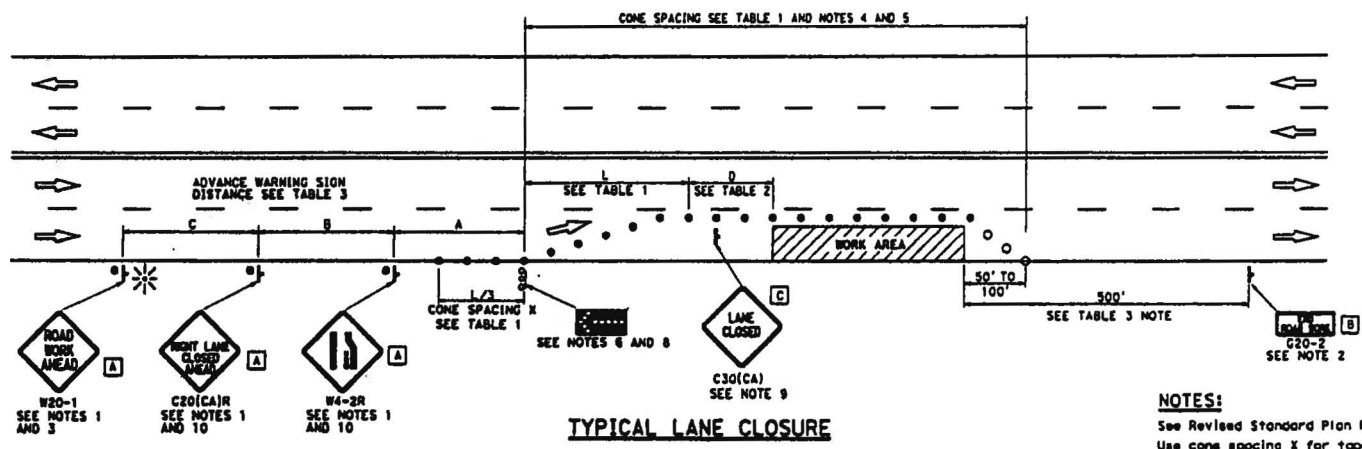 CONE SPACING SEE TABLE 1 AND NOTES 4 AND 5
ADVANCE WARNING SIGN
DISTANCE SEE TABLE 3
L
SEE TABLE 1
D
SEE TABLE 2
C
B
A
WORK AREA
L/3
CONE SPACING X
SEE TABLE 1
50' TO
100'
500'
SEE TABLE 3 NOTE
SEE NOTES 6 AND 8
ROAD
WORK
AHEAD
A
W20-1
SEE NOTES 1
AND 3
RIGHT LANE
CLOSED
AHEAD
A
C20(CA)R
SEE NOTES 1
AND 10
A
W4-2R
SEE NOTES 1
AND 10
LANE
CLOSED
C
C30(CA)
SEE NOTE 9
END
ROAD WORK
B
G20-2
SEE NOTE 2
TYPICAL LANE CLOSURE
NOTES:
See Revised Standard Plan
Use cone spacing X for